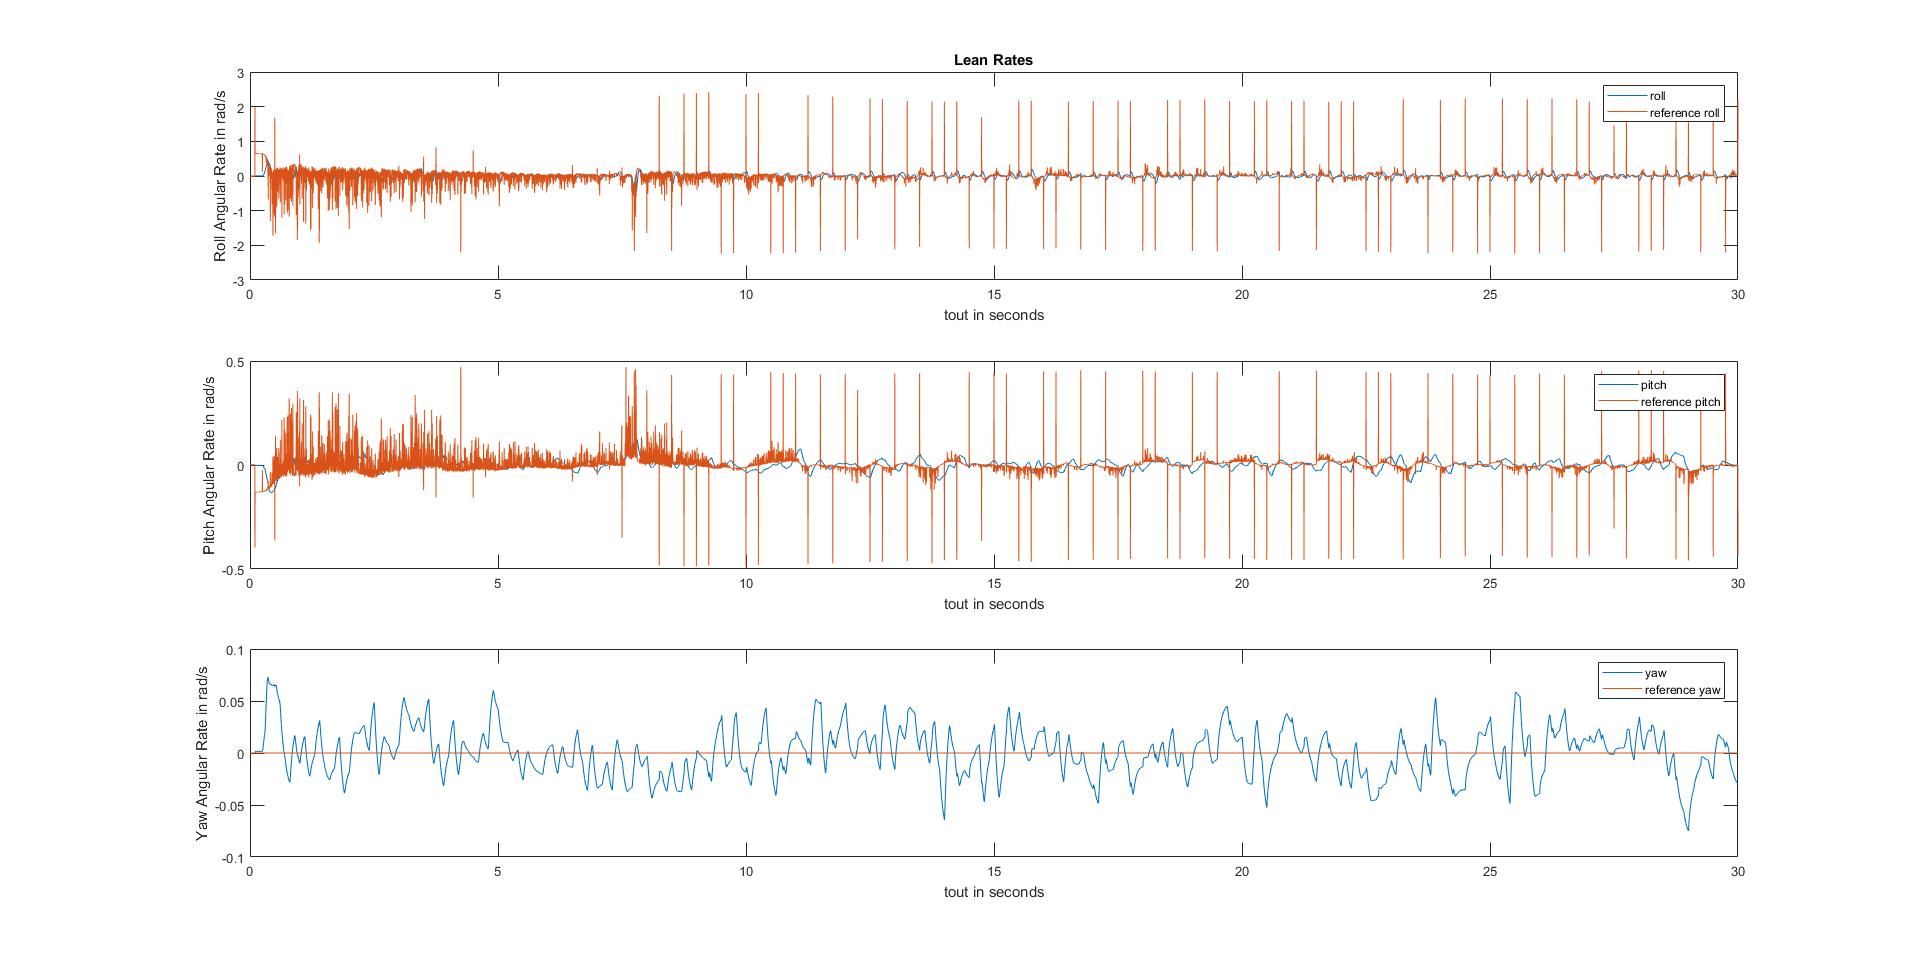 Lean Rates
Roll Angular Rate in rad/s
3
2
1
0
-1
-2
-3
roll
reference roll
0 5 10 15 20 25 30
tout in seconds
Pitch Angular Rate in rad/s
0.5
0
-0.5
pitch
reference pitch
0 5 10 15 20 25 30
tout in seconds
Yaw Angular Rate in rad/s
0.1
0.05
0
-0.05
-0.1
yaw
reference yaw
0 5 10 15 20 25 30
tout in seconds